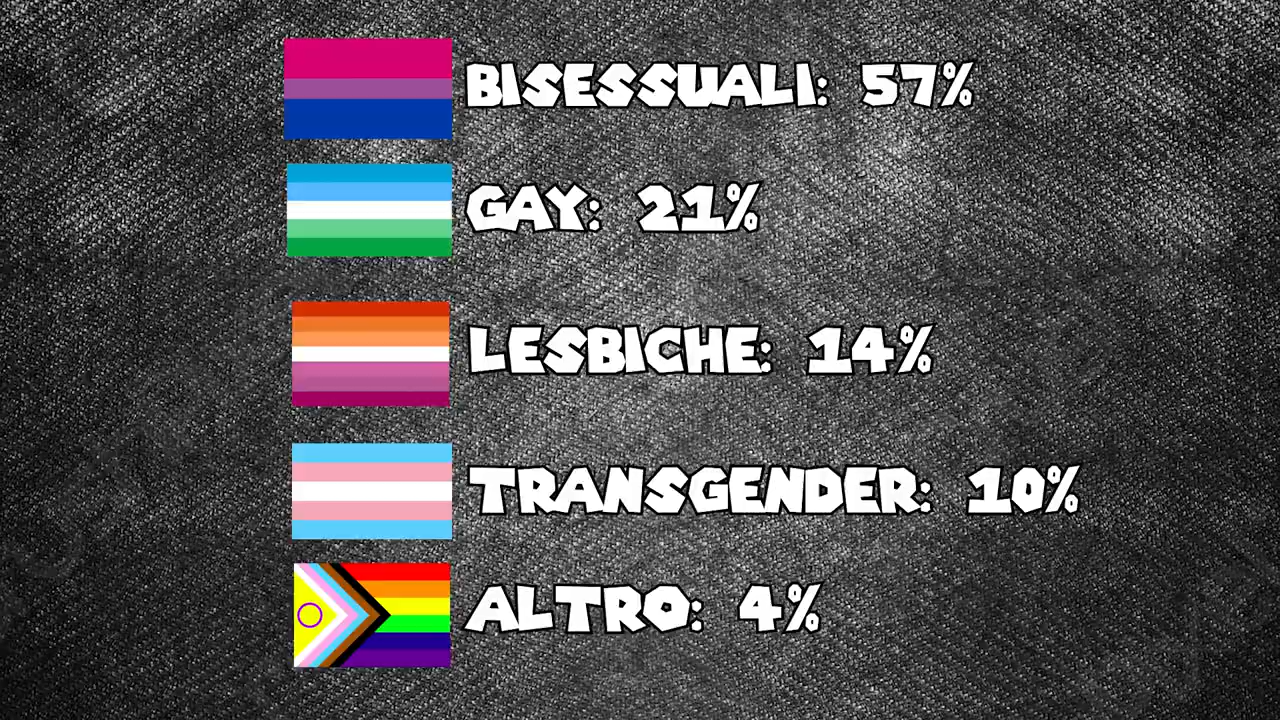 BISESSUALI: 57%
GAY: 21%
LESBICHE: 14%
TRANSGENDER: 10%
ALTRO: 4%